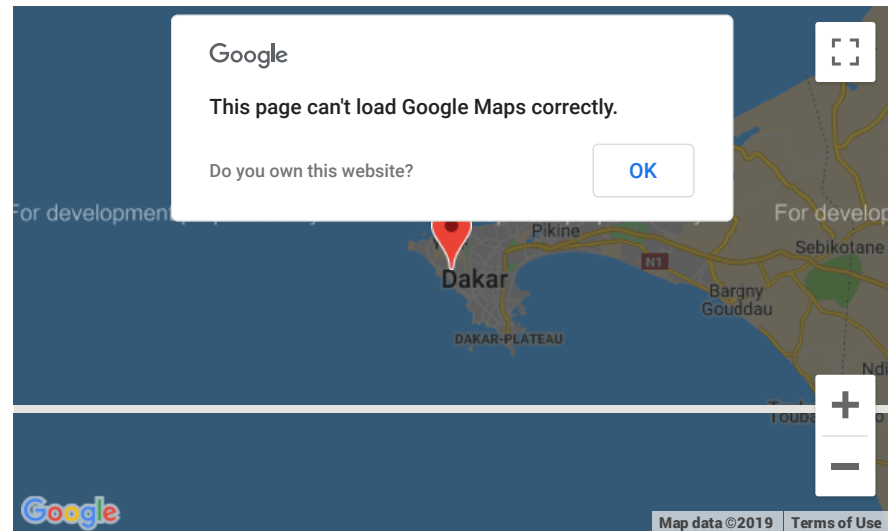 Google
This page can't load Google Maps correctly.
Do you own this website?
OK
For development
For develop
Pikine
Sebikotane
N1
Dakar
Bargny
Gouddau
DAKAR-PLATEAU
Ndi
Google
Map data ©2019
Terms of Use